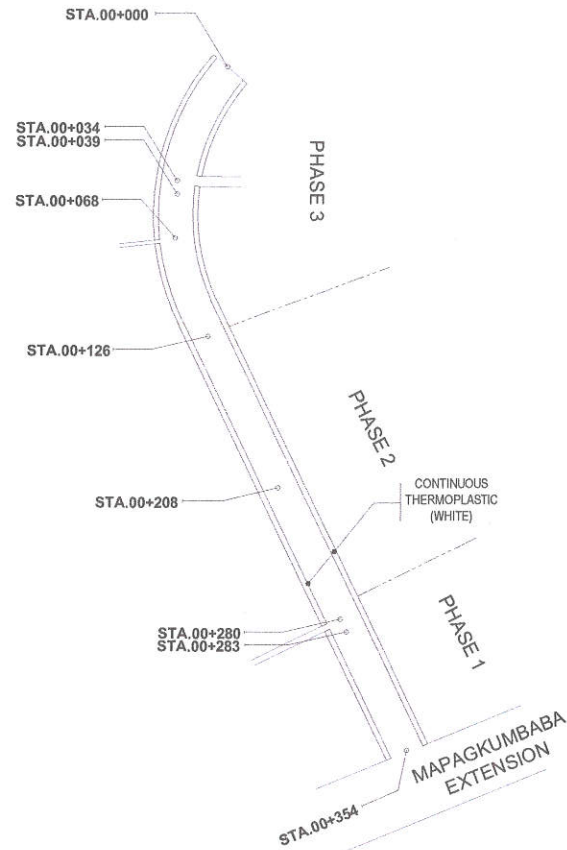 STA.00+000
STA.00+034
STA.00+039
PHASE 3
STA.00+068
STA.00+126
PHASE 2
CONTINUOUS
THERMOPLASTIC
(WHITE)
STA.00+208
PHASE 1
STA.00+280
STA.00+283
MAPAGKUMBABA
EXTENSION
STA.00+354